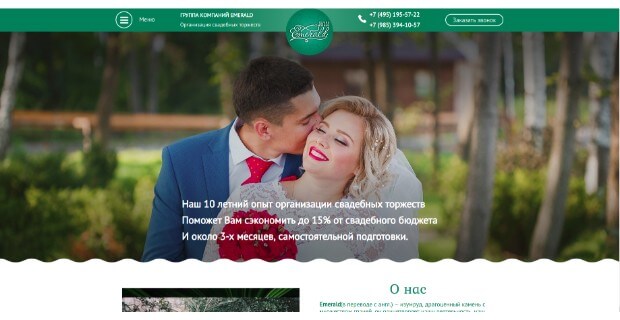 Меню
ГРУППА КОМПАНИЙ EMERALD
Организация свадебных торжеств
Emerald
+7 (495) 195-57-22
+7 (985) 394-10-57
Заказать звонок
Наш 10 летний опыт организации свадебных торжеств
Поможет Вам сэкономить до 15% от свадебного бюджета
И около 3-х месяцев, самостоятельной подготовки.
О нас
Emerald(в переводе с англ.) – изумруд, драгоценный камень с